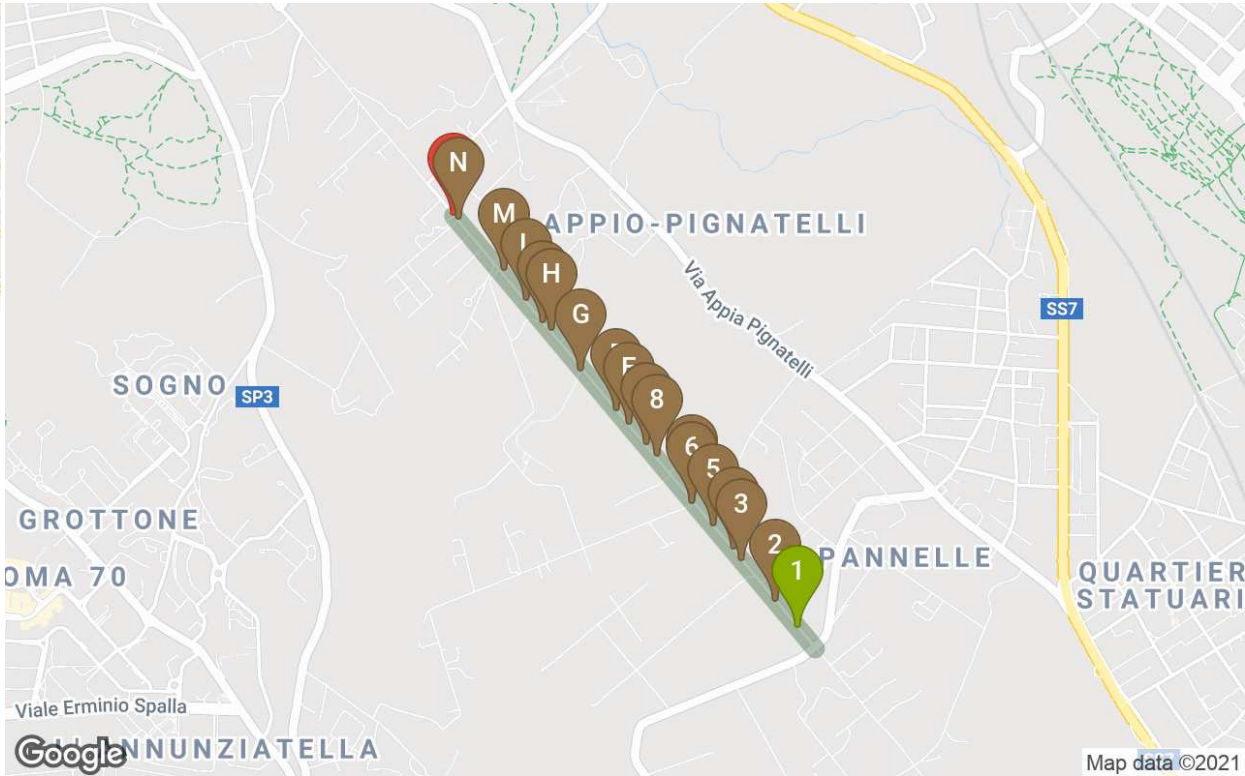 N
M
APPIO-PIGNATELLI
H
Via Appia Pignatelli
SS7
G
SOGNO
SP3
8
6
5
GROTTONE
3
2
PANNELLE
1
QUARTIER
STATUARI
OMA 70
Viale Erminio Spalla
ANNUNZIATELLA
Google
Map data ©2021